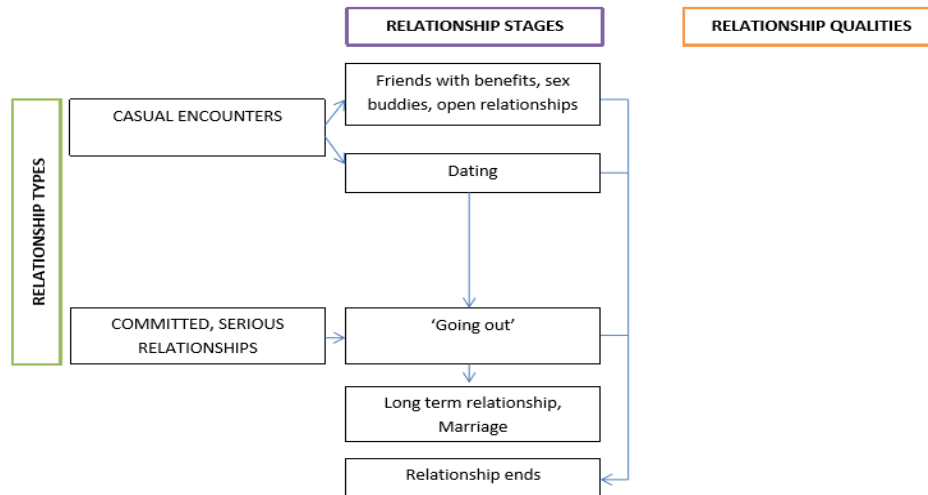 RELATIONSHIP STAGES
RELATIONSHIP QUALITIES
RELATIONSHIP TYPES
CASUAL ENCOUNTERS
Friends with benefits, sex
buddies, open relationships
Dating
COMMITTED, SERIOUS
RELATIONSHIPS
‘Going out’
Long term relationship,
Marriage
Relationship ends